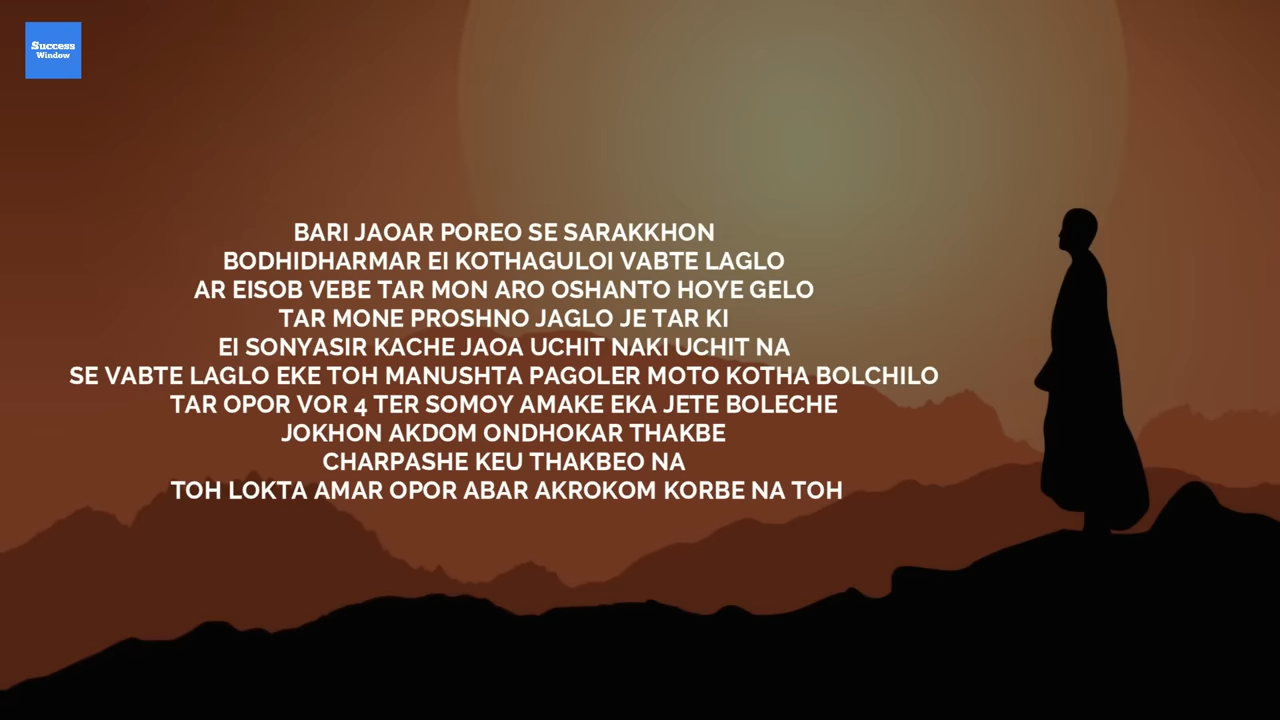 Success
Window
BARI JAOAR POREO SE SARAKKHON
BODHIDHARMAR EI KOTHAGULOI VABTE LAGLO
AR EISOB VEBE TAR MON ARO OSHANTO HOYE GELO
TAR MONE PROSHNO JAGLO JE TAR KI
EI SONYASIR KACHE JAOA UCHIT NAKI UCHIT NA
SE VABTE LAGLO EKE TOH MANUSHTA PAGOLER MOTO KOTHA BOLCHILO
TAR OPOR VOR 4 TER SOMOY AMAKE EKA JETE BOLECHE
JOKHON AKDOM ONDHOKAR THAKBE
CHARPASHE KEU THAKBEO NA
TOH LOKTA AMAR OPOR ABAR AKROKOM KORBE NA TOH